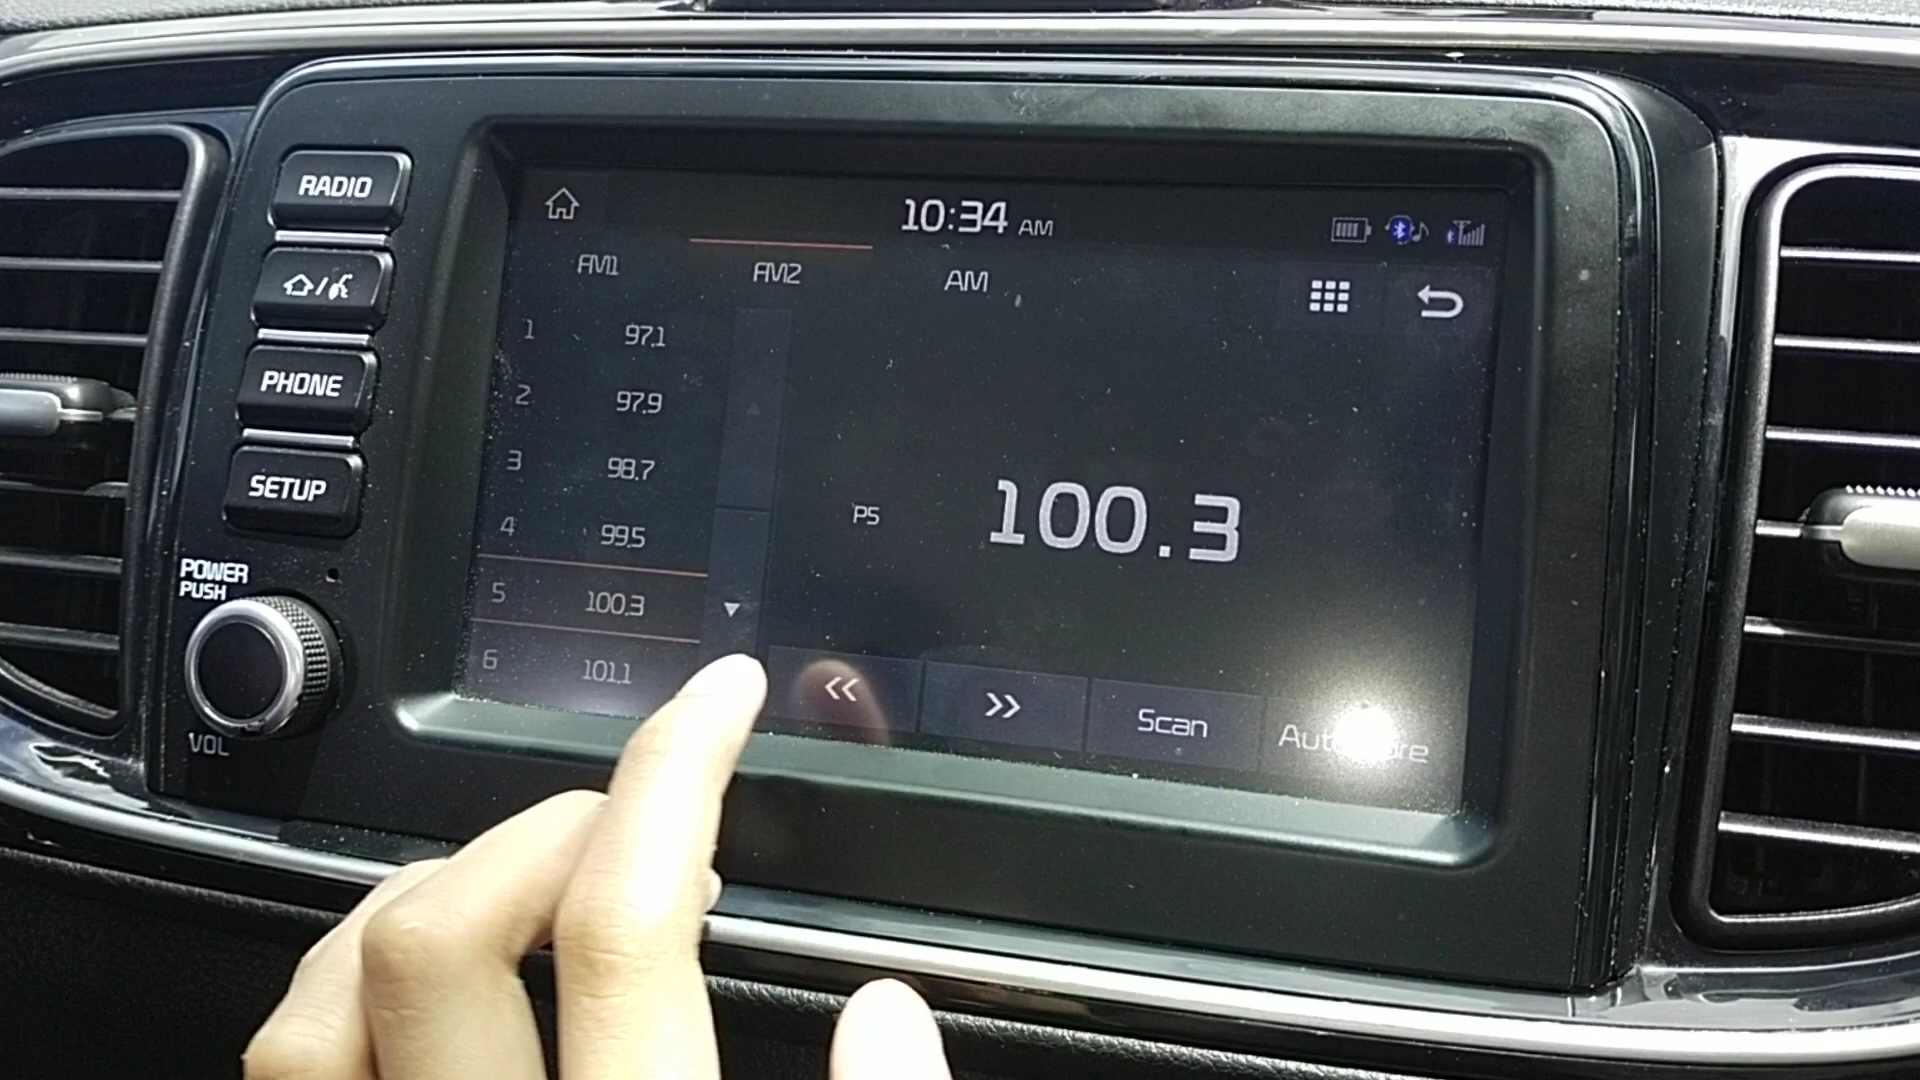 RADIO
PHONE
SETUP
POWER
PUSH
VOL
10:34 AM
FM1 FM2 AM
1 97.1
2 97.9
3 98.7
4 99.5
5 100.3
6 101.1
P5 100.3
<< >> Scan